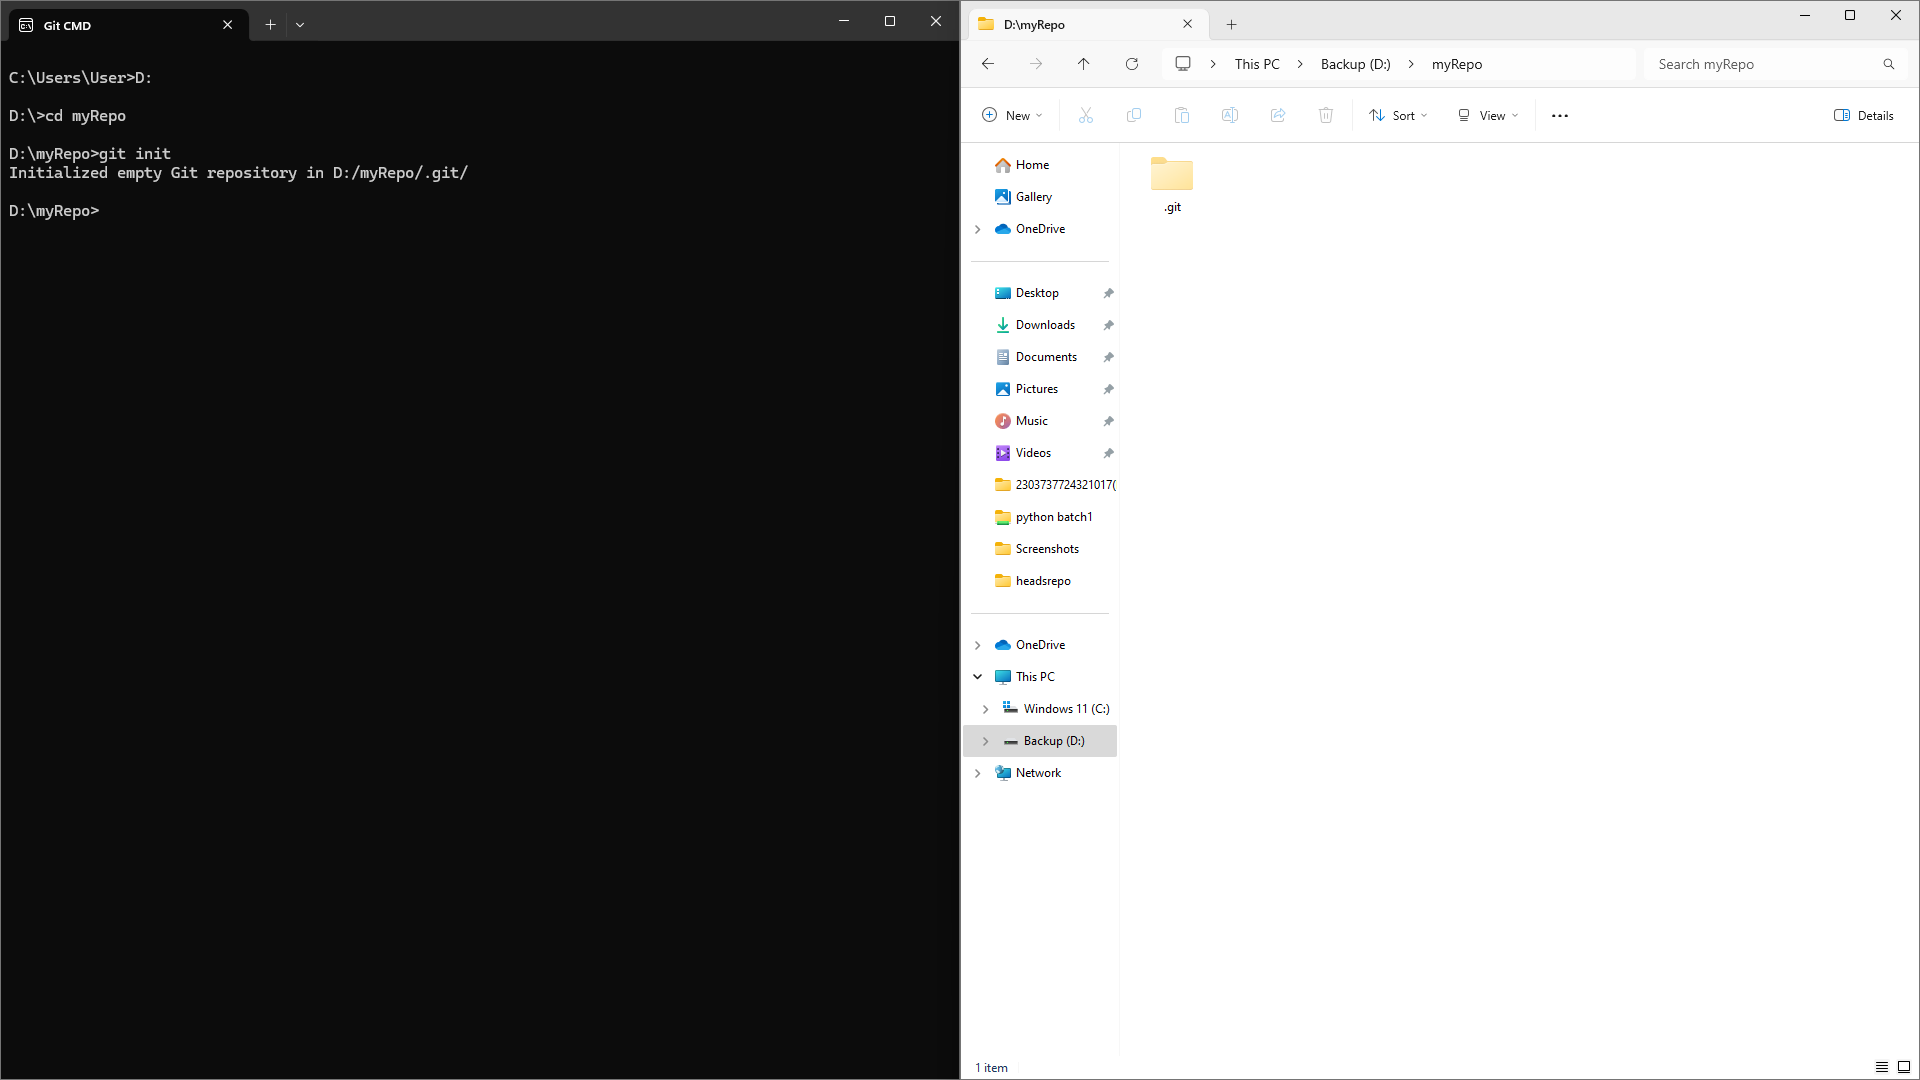 Git CMD
C:\Users\User>D:
D:\>cd myRepo
D:\myRepo>git init
Initialized empty Git repository in D:/myRepo/.git/
D:\myRepo>
D:\myRepo
This PC
Backup (D:)
myRepo
Search myRepo
New
Sort
View
Details
Home
Gallery
OneDrive
Desktop
Downloads
Documents
Pictures
Music
Videos
2303737724321017(
python batch1
Screenshots
headsrepo
OneDrive
This PC
Windows 11 (C:)
Backup (D:)
Network
.git
1 item